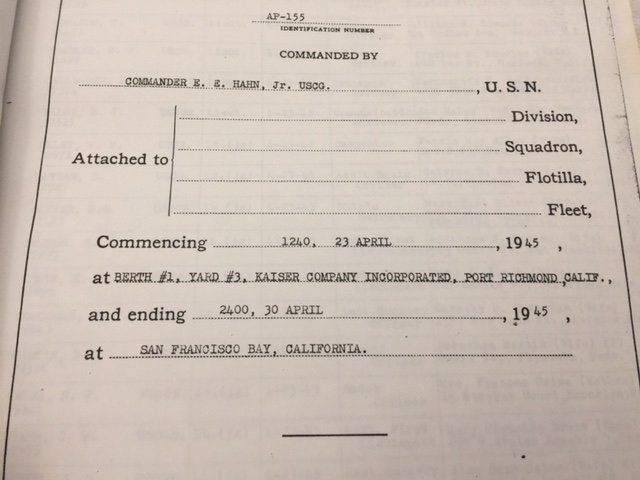 AP-155
IDENTIFICATION NUMBER
COMMANDED BY
COMMANDER E. E. HAHN, Jr. USCG. , U. S. N.
Division,
Squadron,
Attached to
Flotilla,
Fleet,
Commencing 1240, 23 APRIL , 1945 ,
at BERTH #1, YARD #3, KAISER COMPANY INCORPORATED, PORT RICHMOND, CALIF. ,
and ending 2400, 30 APRIL , 1945 ,
at SAN FRANCISCO BAY, CALIFORNIA.